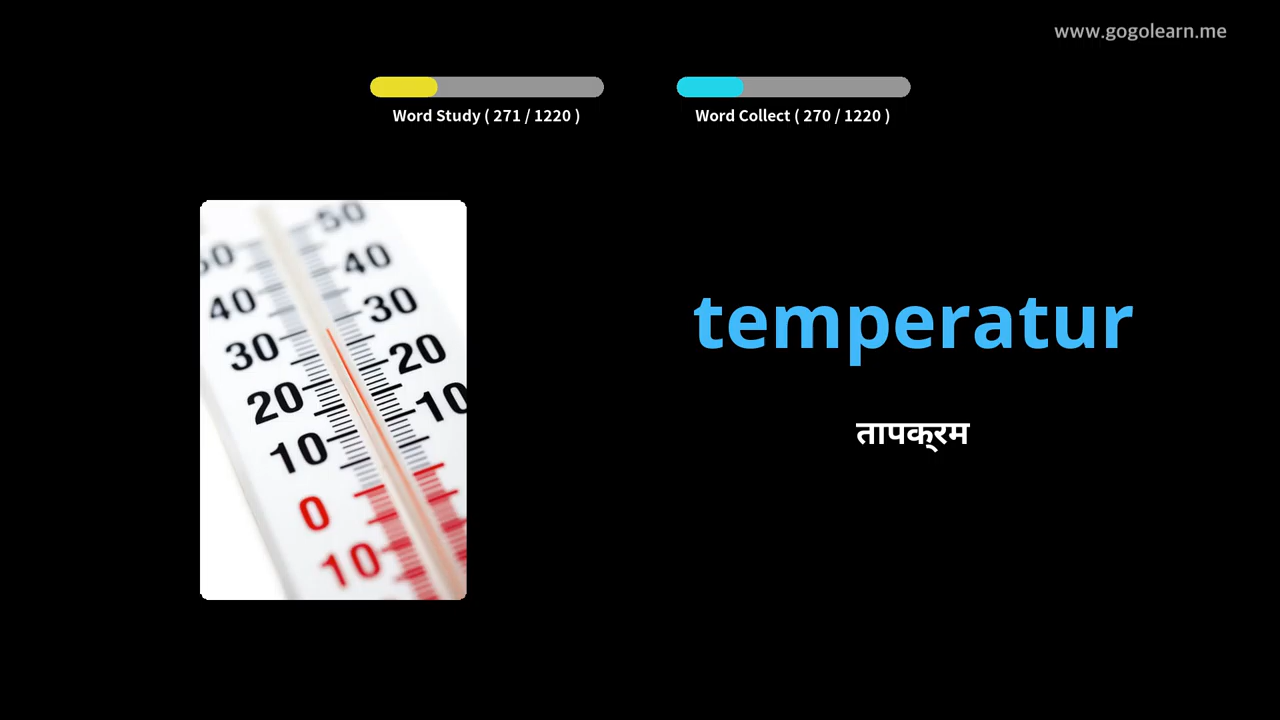 www.gogolearn.me
Word Study ( 271 / 1220 )
Word Collect ( 270 / 1220 )
50
40
30
20
10
40
30
20
10
0
10
temperatur
तापक्रम